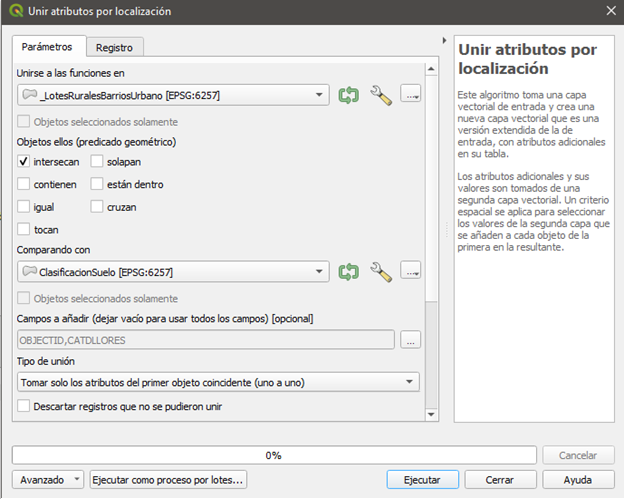 Unir atributos por localización
Parámetros
Registro
Unirse a las funciones en
_LotesRuralesBarriosUrbano [EPSG:6257]
...
Objetos seleccionados solamente
Objetos ellos (predicado geométrico)
intersecan
solapan
contienen
están dentro
igual
cruzan
tocan
Comparando con
ClasificacionSuelo [EPSG:6257]
...
Objetos seleccionados solamente
Campos a añadir (dejar vacío para usar todos los campos) [opcional]
OBJECTID,CATDLLORES
...
Tipo de unión
Tomar solo los atributos del primer objeto coincidente (uno a uno)
Descartar registros que no se pudieron unir
Unir atributos por
localización
Este algoritmo toma una capa
vectorial de entrada y crea una
nueva capa vectorial que es una
versión extendida de la de
entrada, con atributos adicionales
en su tabla.
Los atributos adicionales y sus
valores son tomados de una
segunda capa vectorial. Un criterio
espacial se aplica para seleccionar
los valores de la segunda capa que
se añaden a cada objeto de la
primera en la resultante.
0%
Cancelar
Avanzado
Ejecutar como proceso por lotes...
Ejecutar
Cerrar
Ayuda